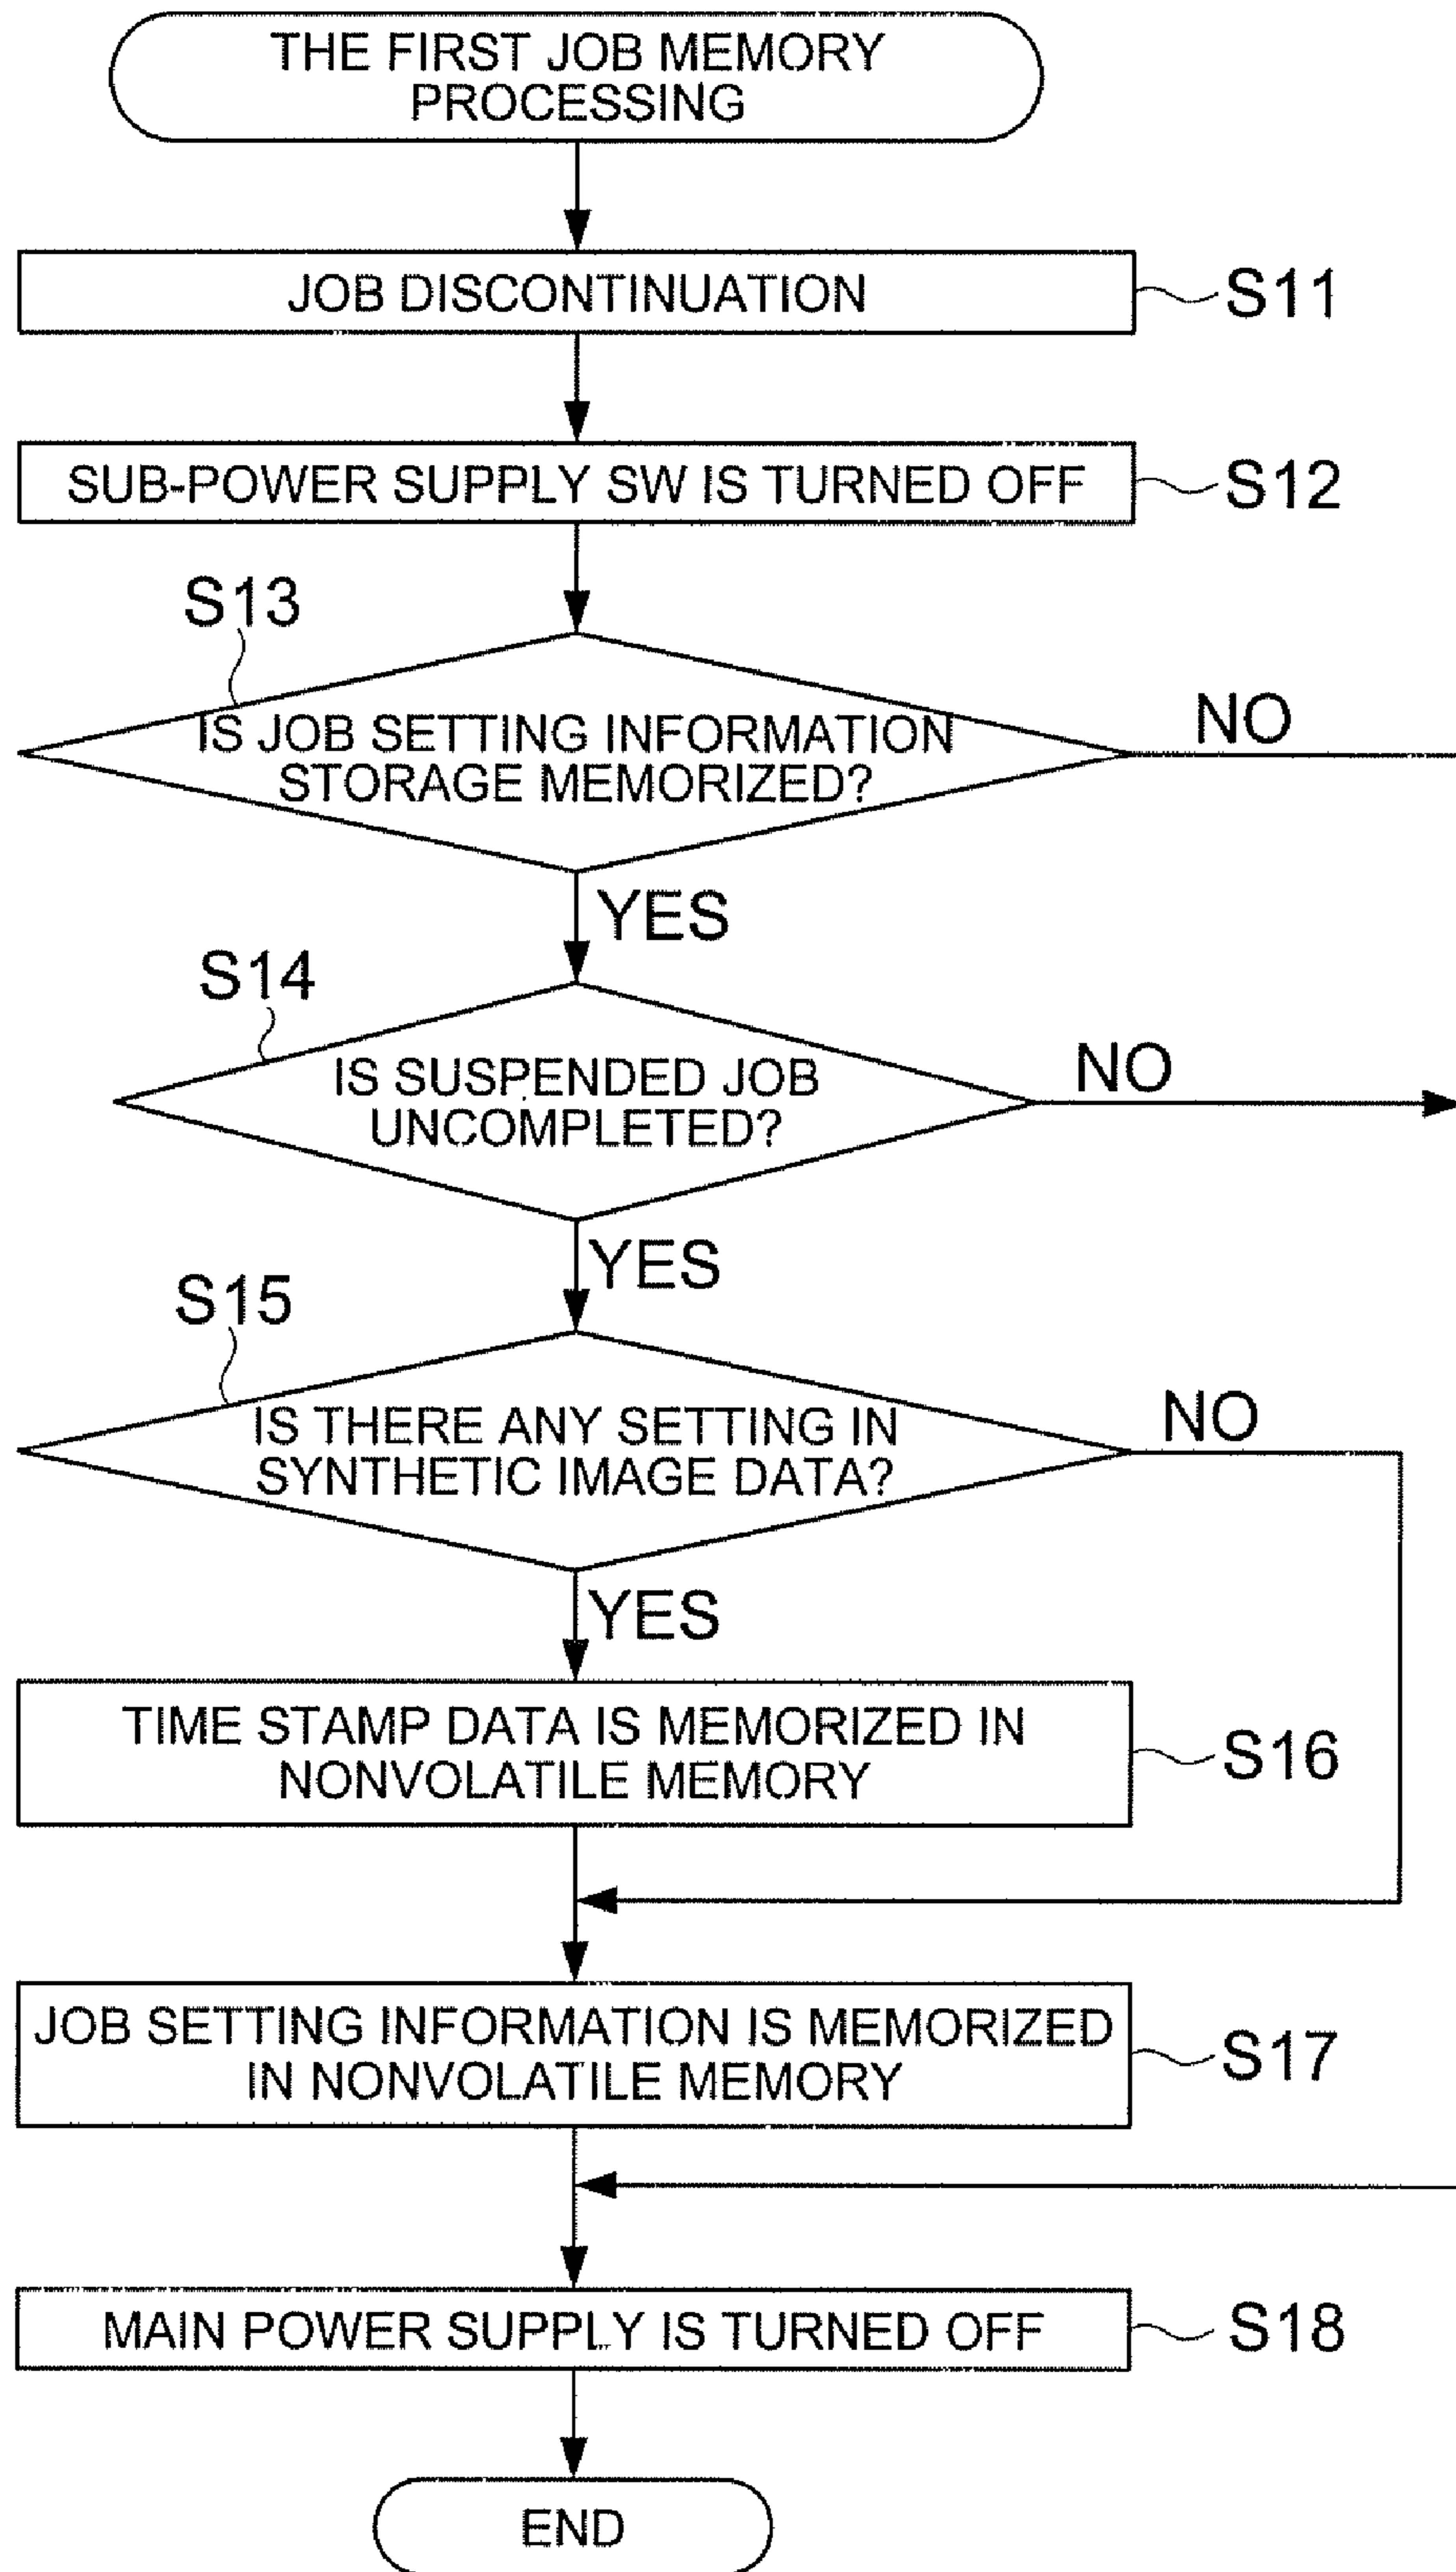 THE FIRST JOB MEMORY
PROCESSING
JOB DISCONTINUATION
S11
SUB-POWER SUPPLY SW IS TURNED OFF
S12
S13
IS JOB SETTING INFORMATION
STORAGE MEMORIZED?
NO
YES
S14
IS SUSPENDED JOB
UNCOMPLETED?
NO
YES
S15
IS THERE ANY SETTING IN
SYNTHETIC IMAGE DATA?
NO
YES
TIME STAMP DATA IS MEMORIZED IN
NONVOLATILE MEMORY
S16
JOB SETTING INFORMATION IS MEMORIZED
IN NONVOLATILE MEMORY
S17
MAIN POWER SUPPLY IS TURNED OFF
S18
END